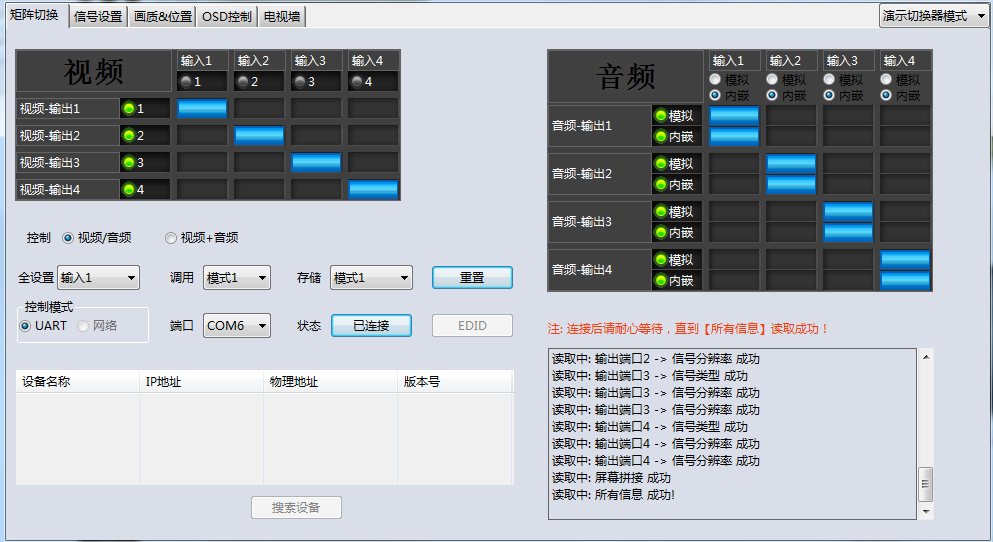 矩阵切换 信号设置 画质&位置 OSD控制 电视墙 演示切换器模式
视频 输入1 输入2 输入3 输入4
1 2 3 4
视频-输出1 1
视频-输出2 2
视频-输出3 3
视频-输出4 4
音频 输入1 输入2 输入3 输入4
模拟 模拟 模拟 模拟
内嵌 内嵌 内嵌 内嵌
音频-输出1 模拟
内嵌
音频-输出2 模拟
内嵌
音频-输出3 模拟
内嵌
音频-输出4 模拟
内嵌
控制 视频/音频 视频+音频
全设置 输入1 调用 模式1 存储 模式1 重置
控制模式
UART 网络 端口 COM6 状态 已连接 EDID
设备名称 IP地址 物理地址 版本号
搜索设备
注: 连接后请耐心等待，直到【所有信息】读取成功！
读取中: 输出端口2 -> 信号分辨率 成功
读取中: 输出端口3 -> 信号类型 成功
读取中: 输出端口3 -> 信号分辨率 成功
读取中: 输出端口3 -> 信号分辨率 成功
读取中: 输出端口4 -> 信号类型 成功
读取中: 输出端口4 -> 信号分辨率 成功
读取中: 输出端口4 -> 信号分辨率 成功
读取中: 屏幕拼接 成功
读取中: 所有信息 成功!